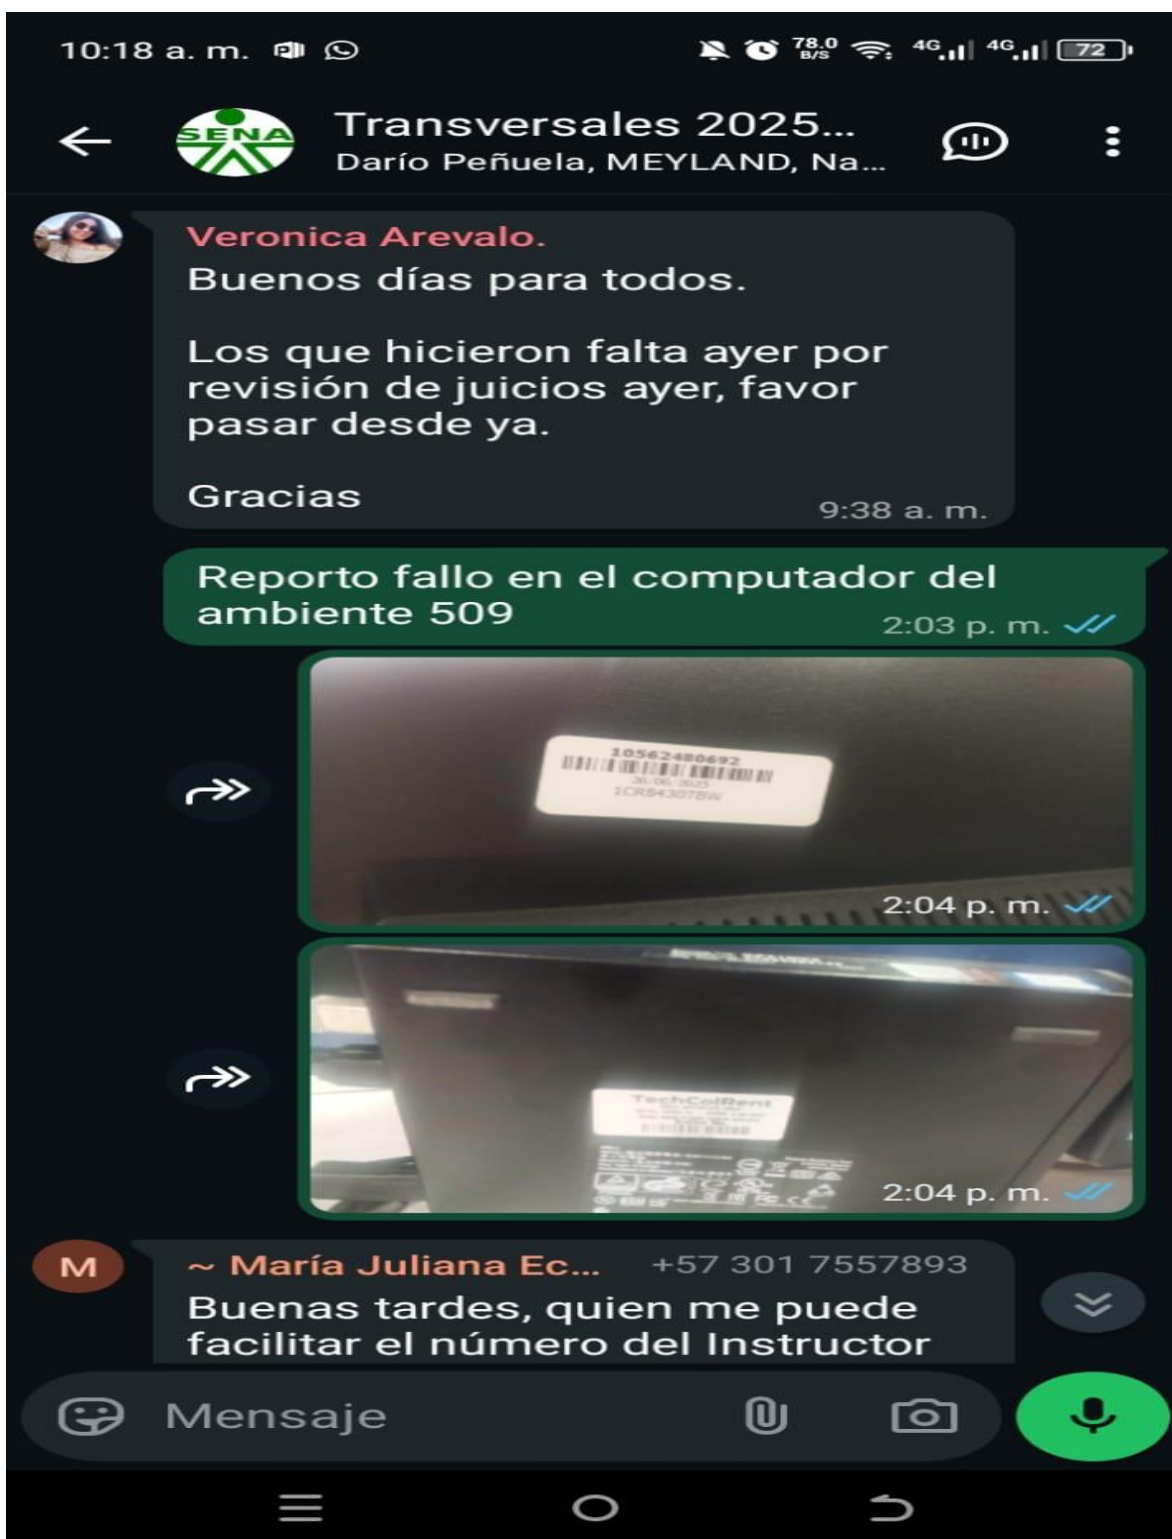 10:18 a. m.
78.0
B/S
4G
4G
72
SENA
Transversales 2025...
Darío Peñuela, MEYLAND, Na...
Veronica Arevalo.
Buenos días para todos.
Los que hicieron falta ayer por
revisión de juicios ayer, favor
pasar desde ya.
Gracias
9:38 a. m.
Reporto fallo en el computador del
ambiente 509
2:03 p. m.
10562480692
1CR84307BW
2:04 p. m.
TechColRent
2:04 p. m.
M
~ María Juliana Ec...
+57 301 7557893
Buenas tardes, quien me puede
facilitar el número del Instructor
Mensaje